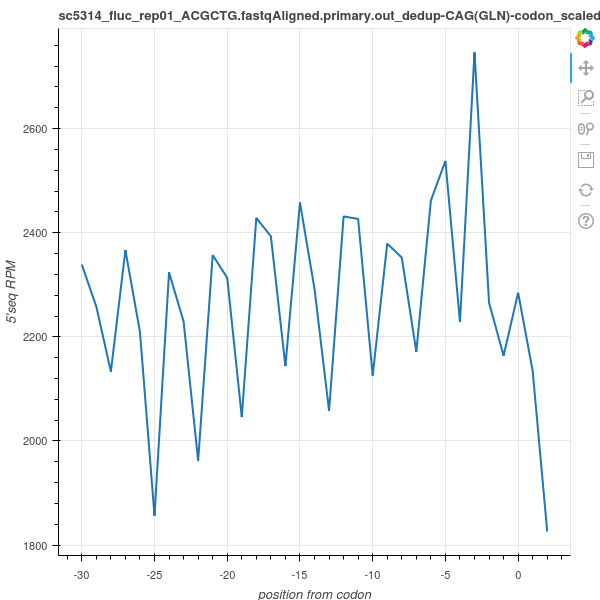 sc5314_fluc_rep01_ACGCTG.fastqAligned.primary.out_dedup-CAG(GLN)-codon_scaled
2600
2400
2200
2000
1800
5'seq RPM
-30 -25 -20 -15 -10 -5 0
position from codon